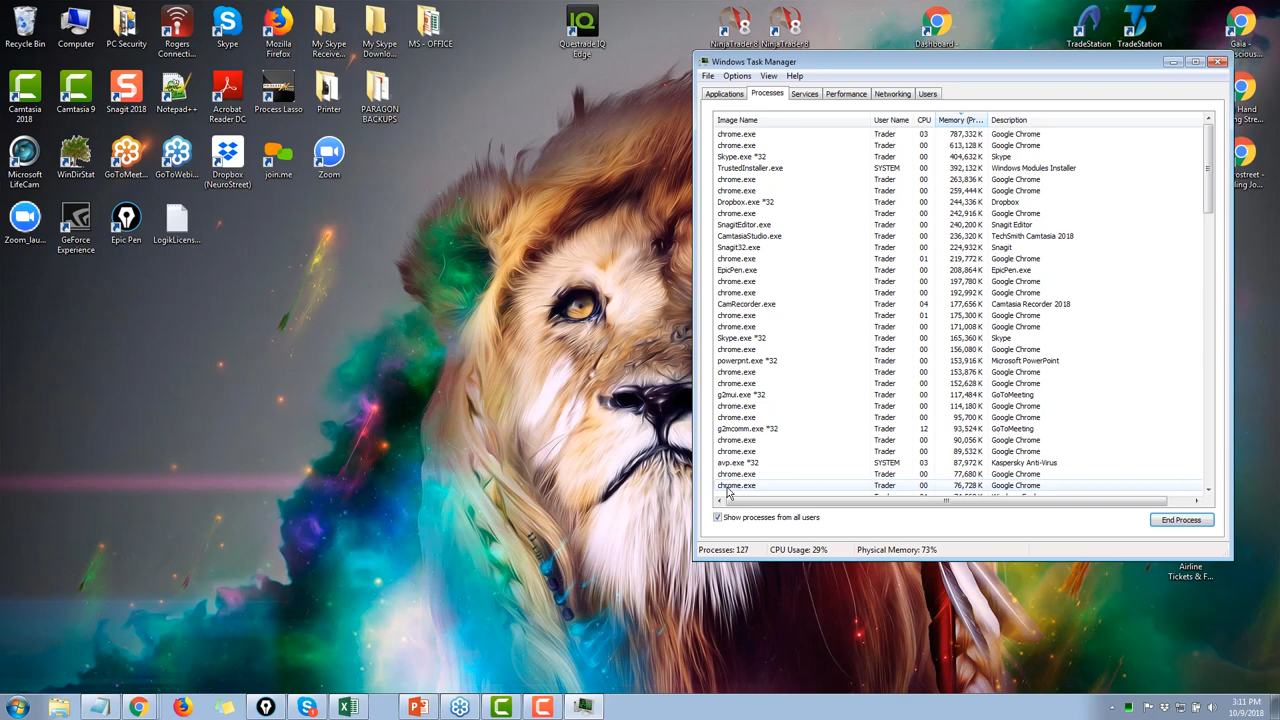 Recycle Bin
Computer
PC Security
Rogers
Connecti...
Skype
Mozilla
Firefox
My Skype
Receive...
My Skype
Downlo...
MS - OFFICE
IQ
Questrade IQ
Edge
8
NinjaTrader 8
8
NinjaTrader 8
Dashboard -
TradeStation
TradeStation
Gaia -
Camtasia
2018
Camtasia 9
Snagit 2018
Notepad++
Acrobat
Reader DC
Process Lasso
Printer
PARAGON
BACKUPS
Microsoft
LifeCam
WinDirStat
GoToMeet...
GoToWebi...
Dropbox
(NeuroStreet)
join.me
Zoom
Zoom_lau...
GeForce
Experience
Epic Pen
LogikLicens...
Hand
Airline
Tickets & F...
Windows Task Manager
File Options View Help
Applications Processes Services Performance Networking Users
Image Name User Name CPU Memory (Pr... Description
chrome.exe Trader 03 787,332 K Google Chrome
chrome.exe Trader 00 613,128 K Google Chrome
Skype.exe *32 Trader 00 404,632 K Skype
TrustedInstaller.exe SYSTEM 00 392,132 K Windows Modules Installer
chrome.exe Trader 00 263,836 K Google Chrome
chrome.exe Trader 00 259,444 K Google Chrome
Dropbox.exe *32 Trader 00 244,336 K Dropbox
chrome.exe Trader 00 242,916 K Google Chrome
SnagitEditor.exe Trader 00 240,200 K Snagit Editor
CamtasiaStudio.exe Trader 00 236,320 K TechSmith Camtasia 2018
Snagit32.exe Trader 00 224,932 K Snagit
chrome.exe Trader 01 219,772 K Google Chrome
EpicPen.exe Trader 00 208,864 K EpicPen.exe
chrome.exe Trader 00 197,780 K Google Chrome
chrome.exe Trader 00 192,992 K Google Chrome
CamRecorder.exe Trader 04 177,656 K Camtasia Recorder 2018
chrome.exe Trader 01 175,300 K Google Chrome
chrome.exe Trader 00 171,008 K Google Chrome
Skype.exe *32 Trader 00 165,360 K Skype
chrome.exe Trader 00 156,080 K Google Chrome
powerpnt.exe *32 Trader 00 153,916 K Microsoft PowerPoint
chrome.exe Trader 00 153,876 K Google Chrome
chrome.exe Trader 00 152,628 K Google Chrome
g2mui.exe *32 Trader 00 117,484 K GoToMeeting
chrome.exe Trader 00 114,180 K Google Chrome
chrome.exe Trader 00 95,700 K Google Chrome
g2mcomm.exe *32 Trader 12 93,524 K GoToMeeting
chrome.exe Trader 00 90,056 K Google Chrome
chrome.exe Trader 00 89,532 K Google Chrome
avp.exe *32 SYSTEM 03 87,972 K Kaspersky Anti-Virus
chrome.exe Trader 00 77,680 K Google Chrome
chrome.exe Trader 00 76,728 K Google Chrome
Show processes from all users
End Process
Processes: 127 CPU Usage: 29% Physical Memory: 73%
3:11 PM
10/9/2018